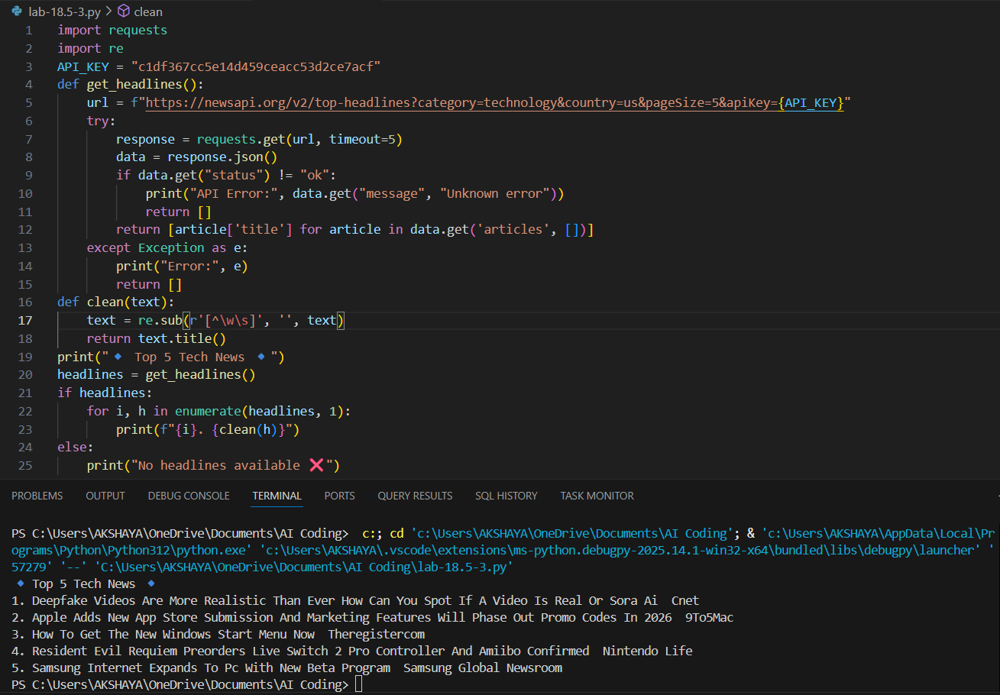 lab-18.5-3.py > clean
1 import requests
2 import re
3 API_KEY = "c1df367cc5e14d459ceacc53d2ce7acf"
4 def get_headlines():
5     url = f"https://newsapi.org/v2/top-headlines?category=technology&country=us&pageSize=5&apiKey={API_KEY}"
6     try:
7         response = requests.get(url, timeout=5)
8         data = response.json()
9         if data.get("status") != "ok":
10             print("API Error:", data.get("message", "Unknown error"))
11             return []
12         return [article['title'] for article in data.get('articles', [])]
13     except Exception as e:
14         print("Error:", e)
15         return []
16 def clean(text):
17     text = re.sub(r'[^\w\s]', '', text)
18     return text.title()
19 print("🔹 Top 5 Tech News 🔹")
20 headlines = get_headlines()
21 if headlines:
22     for i, h in enumerate(headlines, 1):
23         print(f"{i}. {clean(h)}")
24 else:
25     print("No headlines available ❌")
PROBLEMS OUTPUT DEBUG CONSOLE TERMINAL PORTS QUERY RESULTS SQL HISTORY TASK MONITOR
PS C:\Users\AKSHAYA\OneDrive\Documents\AI Coding>  c:; cd 'c:\Users\AKSHAYA\OneDrive\Documents\AI Coding'; & 'c:\Users\AKSHAYA\AppData\Local\Pr
ograms\Python\Python312\python.exe' 'c:\Users\AKSHAYA\.vscode\extensions\ms-python.debugpy-2025.14.1-win32-x64\bundled\libs\debugpy\launcher' '
57279' '--' 'C:\Users\AKSHAYA\OneDrive\Documents\AI Coding\lab-18.5-3.py'
🔹 Top 5 Tech News 🔹
1. Deepfake Videos Are More Realistic Than Ever How Can You Spot If A Video Is Real Or Sora Ai  Cnet
2. Apple Adds New App Store Submission And Marketing Features Will Phase Out Promo Codes In 2026  9To5Mac
3. How To Get The New Windows Start Menu Now  Theregistercom
4. Resident Evil Requiem Preorders Live Switch 2 Pro Controller And Amiibo Confirmed  Nintendo Life
5. Samsung Internet Expands To Pc With New Beta Program  Samsung Global Newsroom
PS C:\Users\AKSHAYA\OneDrive\Documents\AI Coding>